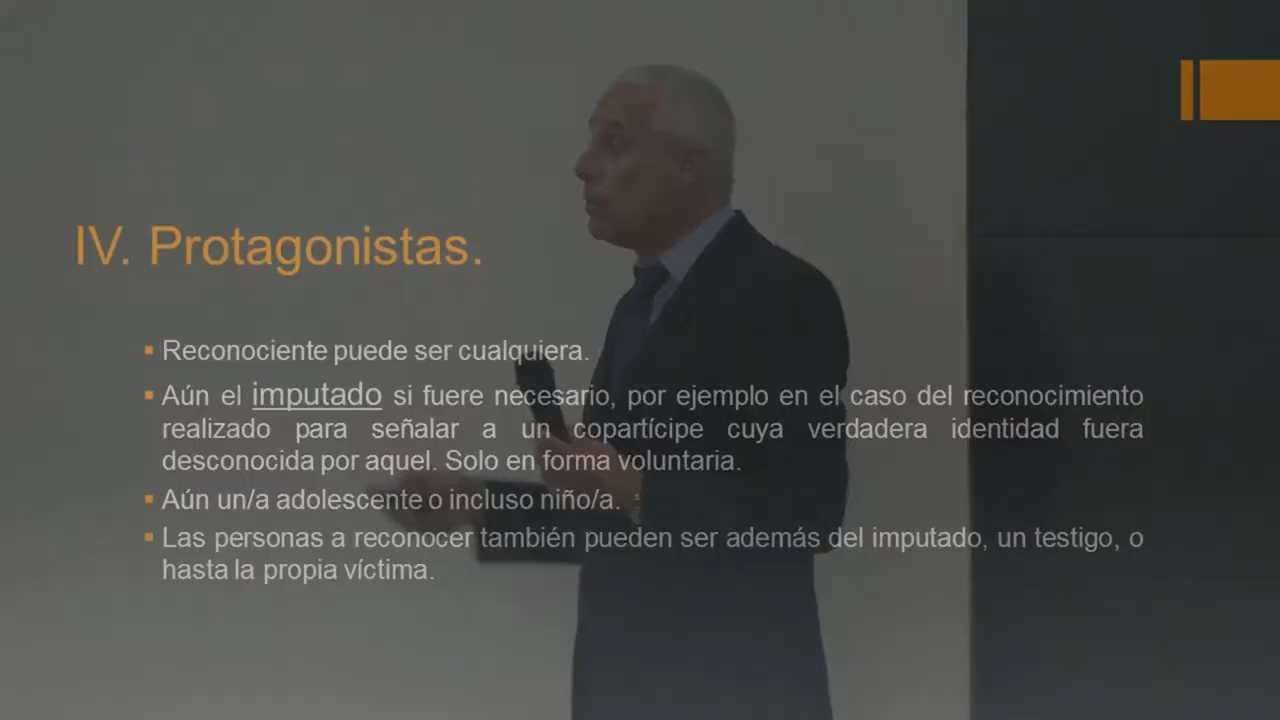 IV. Protagonistas.
Reconociente puede ser cualquiera.
Aún el imputado si fuere necesario, por ejemplo en el caso del reconocimiento
realizado para señalar a un copartícipe cuya verdadera identidad fuera
desconocida por aquel. Solo en forma voluntaria.
Aún un/a adolescente o incluso niño/a.
Las personas a reconocer también pueden ser además del imputado, un testigo, o
hasta la propia víctima.